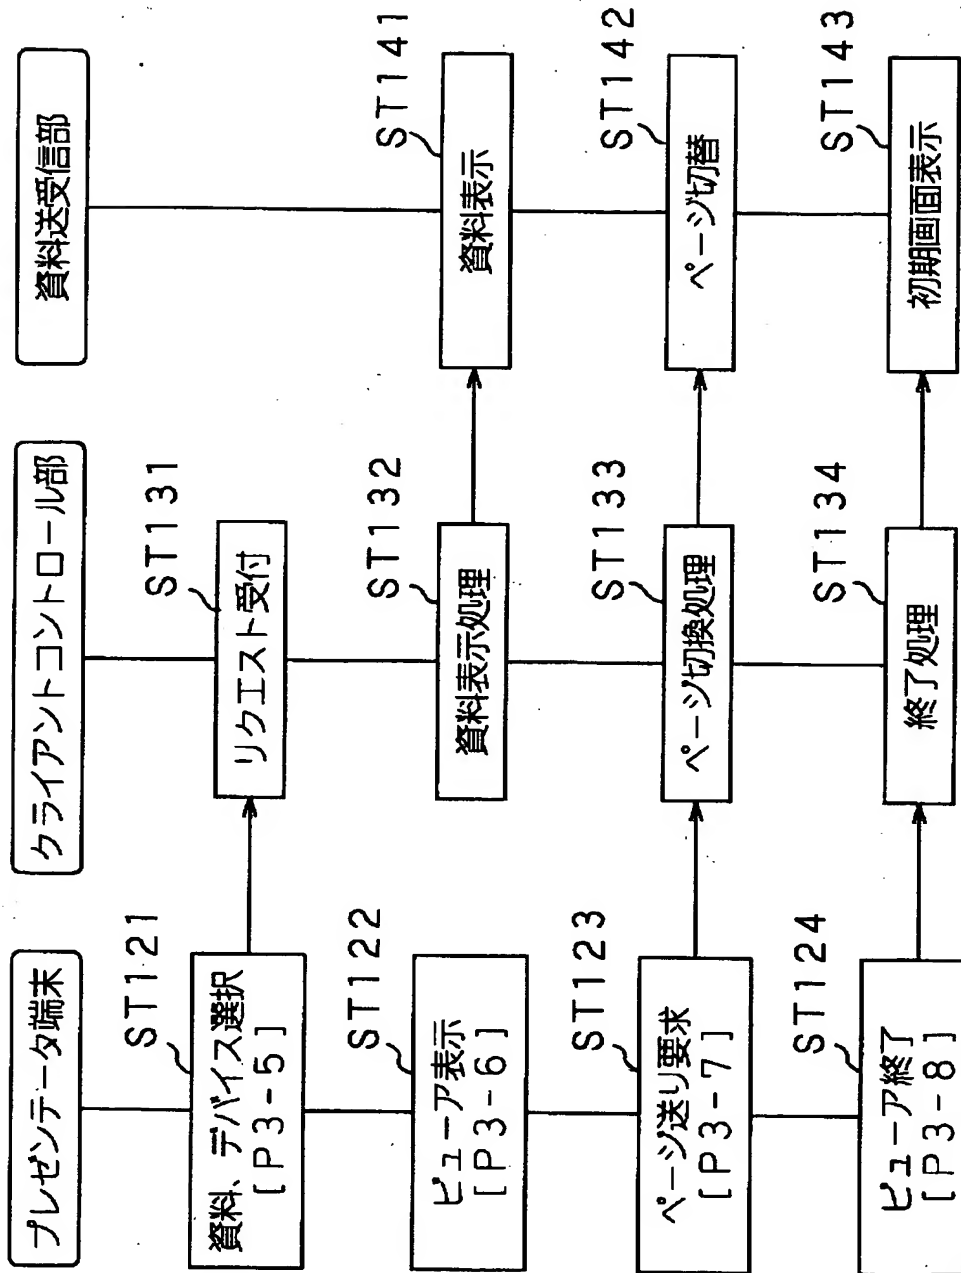 プレゼンテータ端末
クライアントコントロール部
資料送受信部
ST121
資料、デバイス選択
[P3-5]
ST131
リクエスト受付
ST122
ビューア表示
[P3-6]
ST132
資料表示処理
ST141
資料表示
ST123
ページ送り要求
[P3-7]
ST133
ページ切換処理
ST142
ページ切替
ST124
ビューア終了
[P3-8]
ST134
終了処理
ST143
初期画面表示